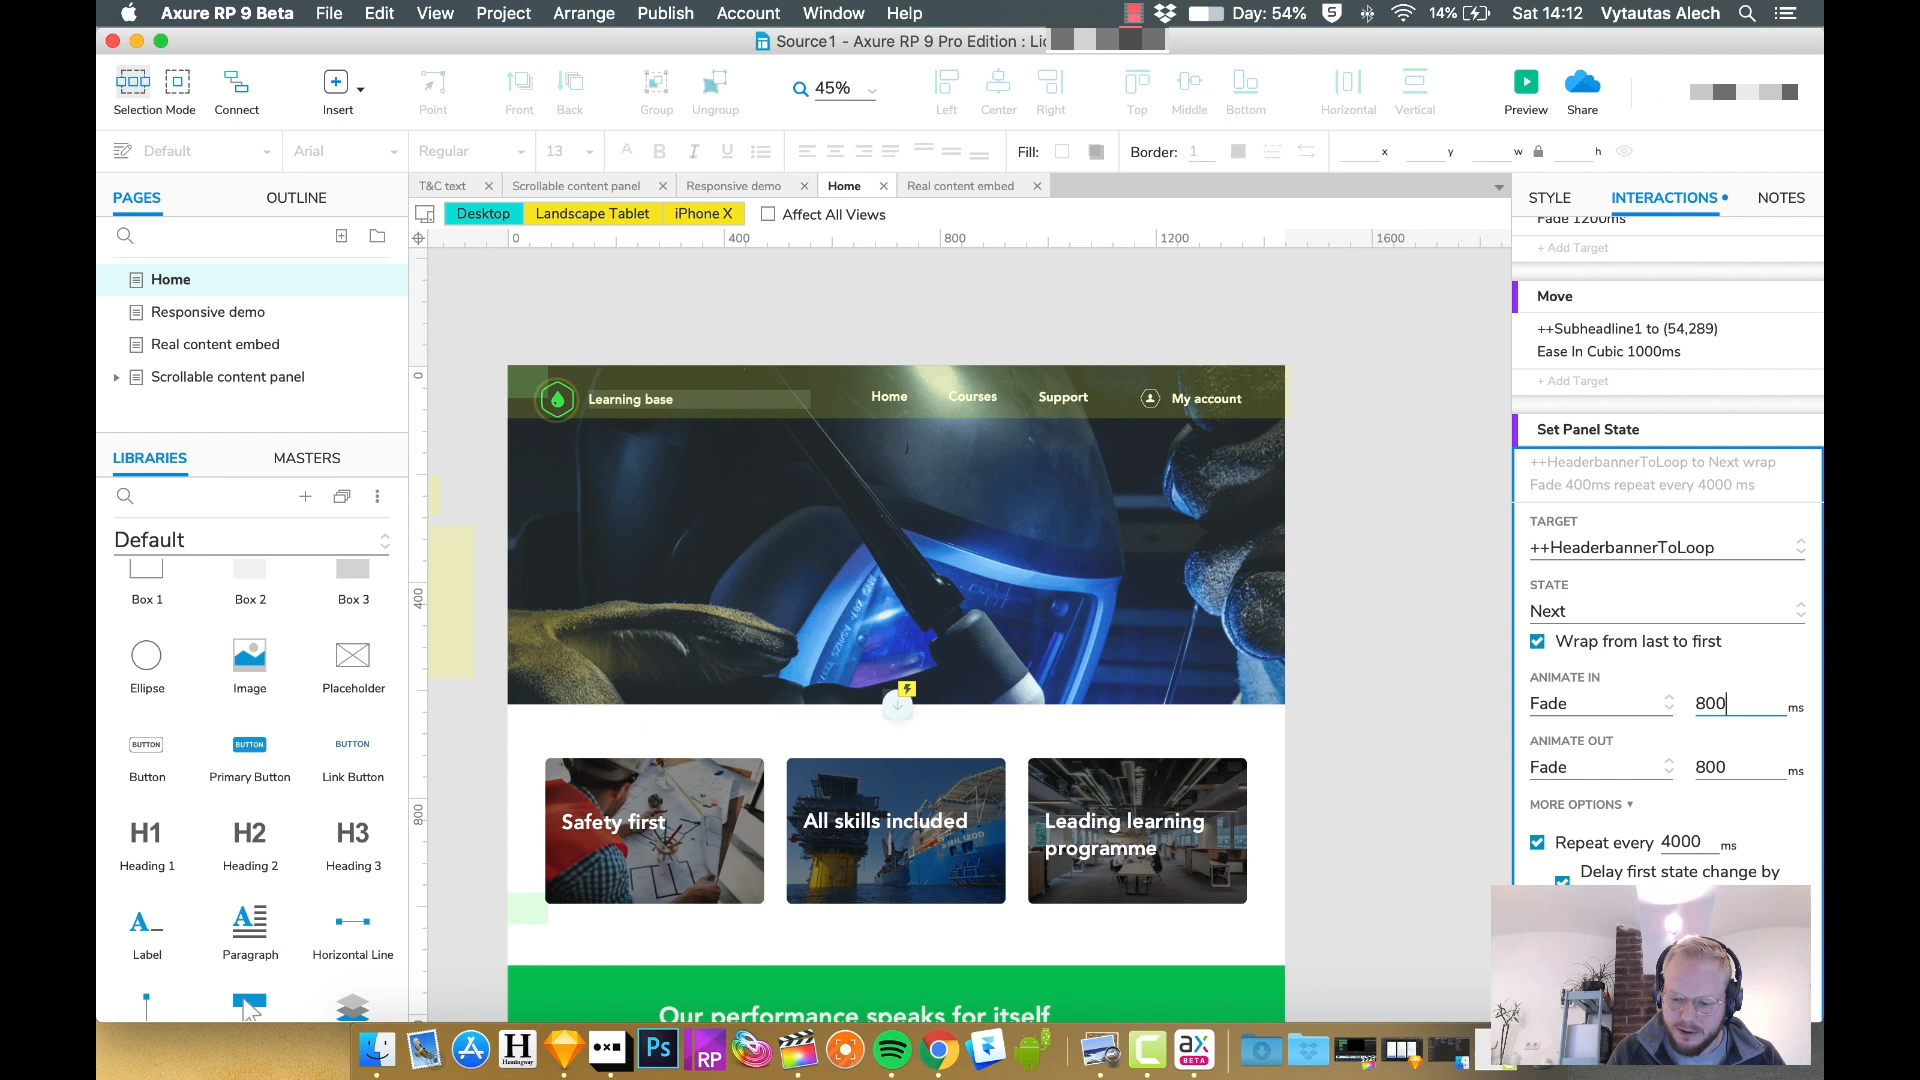 Axure RP 9 Beta File Edit View Project Arrange Publish Account Window Help
Day: 54% 14% Sat 14:12 Vytautas Alech
Source1 - Axure RP 9 Pro Edition : Lic
45%
Selection Mode Connect Insert Point Front Back Group Ungroup Left Center Right Top Middle Bottom Horizontal Vertical Preview Share
Default Arial Regular 13 Fill: Border: 1 x y w h
PAGES OUTLINE
T&C text Scrollable content panel Responsive demo Home Real content embed
STYLE INTERACTIONS NOTES
Desktop Landscape Tablet iPhone X Affect All Views
0 400 800 1200 1600
Home
Responsive demo
Real content embed
Scrollable content panel
LIBRARIES MASTERS
Default
Box 1 Box 2 Box 3
Ellipse Image Placeholder
BUTTON BUTTON BUTTON
Button Primary Button Link Button
H1 H2 H3
Heading 1 Heading 2 Heading 3
A A
Label Paragraph Horizontal Line
0
400
800
Learning base Home Courses Support My account
Safety first
All skills included
Leading learning
programme
Our performance speaks for itself
Fade 1200ms
+ Add Target
Move
++Subheadline1 to (54,289)
Ease In Cubic 1000ms
+ Add Target
Set Panel State
++HeaderbannerToLoop to Next wrap
Fade 400ms repeat every 4000 ms
TARGET
++HeaderbannerToLoop
STATE
Next
Wrap from last to first
ANIMATE IN
Fade 800 ms
ANIMATE OUT
Fade 800 ms
MORE OPTIONS
Repeat every 4000 ms
Delay first state change by
H
Hemingway
Ps
RP
ax
BETA